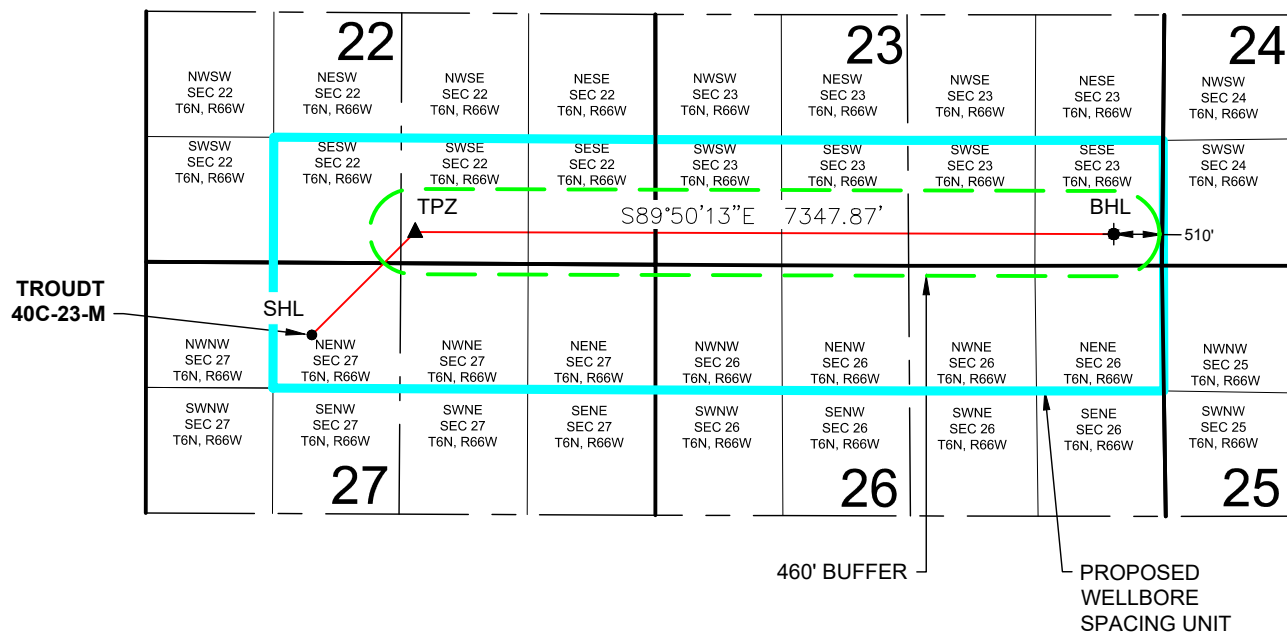 22
23
24
NWSW
SEC 22
T6N, R66W
NESW
SEC 22
T6N, R66W
NWSE
SEC 22
T6N, R66W
NESE
SEC 22
T6N, R66W
NWSW
SEC 23
T6N, R66W
NESW
SEC 23
T6N, R66W
NWSE
SEC 23
T6N, R66W
NESE
SEC 23
T6N, R66W
NWSW
SEC 24
T6N, R66W
SWSW
SEC 22
T6N, R66W
SESW
SEC 22
T6N, R66W
SWSE
SEC 22
T6N, R66W
SESE
SEC 22
T6N, R66W
SWSW
SEC 23
T6N, R66W
SESW
SEC 23
T6N, R66W
SWSE
SEC 23
T6N, R66W
SESE
SEC 23
T6N, R66W
SWSW
SEC 24
T6N, R66W
TPZ
S89°50'13"E 7347.87'
BHL
510'
TROUDT
40C-23-M
SHL
NWNW
SEC 27
T6N, R66W
NENW
SEC 27
T6N, R66W
NWNE
SEC 27
T6N, R66W
NENE
SEC 27
T6N, R66W
NWNW
SEC 26
T6N, R66W
NENW
SEC 26
T6N, R66W
NWNE
SEC 26
T6N, R66W
NENE
SEC 26
T6N, R66W
NWNW
SEC 25
T6N, R66W
SWNW
SEC 27
T6N, R66W
SENW
SEC 27
T6N, R66W
SWNE
SEC 27
T6N, R66W
SENE
SEC 27
T6N, R66W
SWNW
SEC 26
T6N, R66W
SENW
SEC 26
T6N, R66W
SWNE
SEC 26
T6N, R66W
SENE
SEC 26
T6N, R66W
SWNW
SEC 25
T6N, R66W
27
26
25
460' BUFFER
PROPOSED
WELLBORE
SPACING UNIT